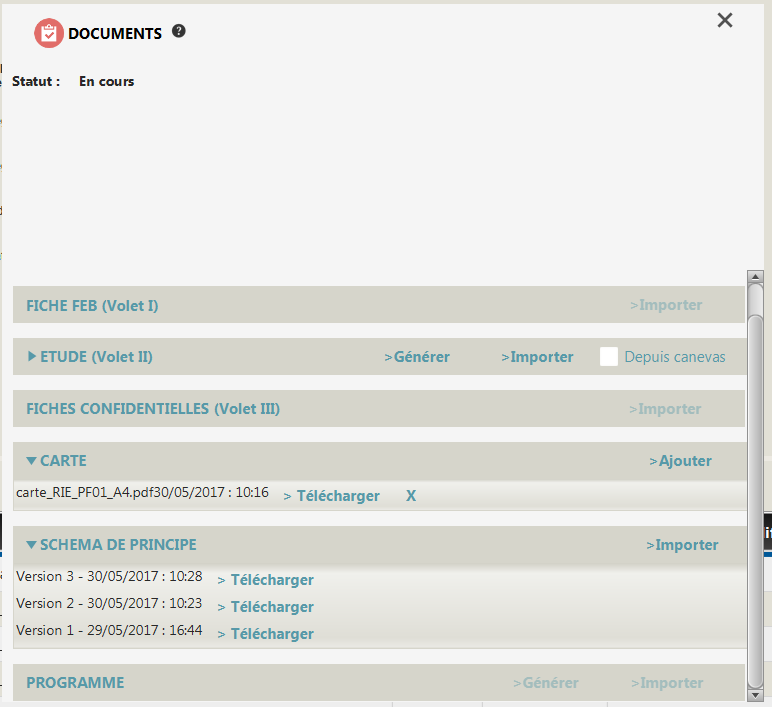 DOCUMENTS ?
Statut : En cours
FICHE FEB (Volet I) >Importer
ETUDE (Volet II) >Générer >Importer Depuis canevas
FICHES CONFIDENTIELLES (Volet III) >Importer
CARTE >Ajouter
carte_RIE_PF01_A4.pdf30/05/2017 : 10:16 > Télécharger X
SCHEMA DE PRINCIPE >Importer
Version 3 - 30/05/2017 : 10:28 > Télécharger
Version 2 - 30/05/2017 : 10:23 > Télécharger
Version 1 - 29/05/2017 : 16:44 > Télécharger
PROGRAMME >Générer >Importer